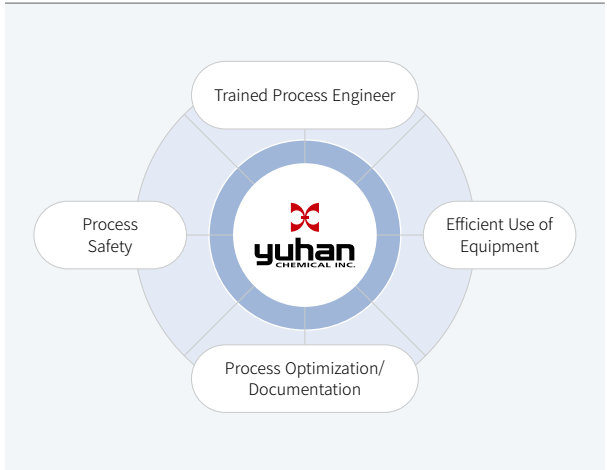 Trained Process Engineer
Process
Safety
yuhan
CHEMICAL INC.
Efficient Use of
Equipment
Process Optimization/
Documentation